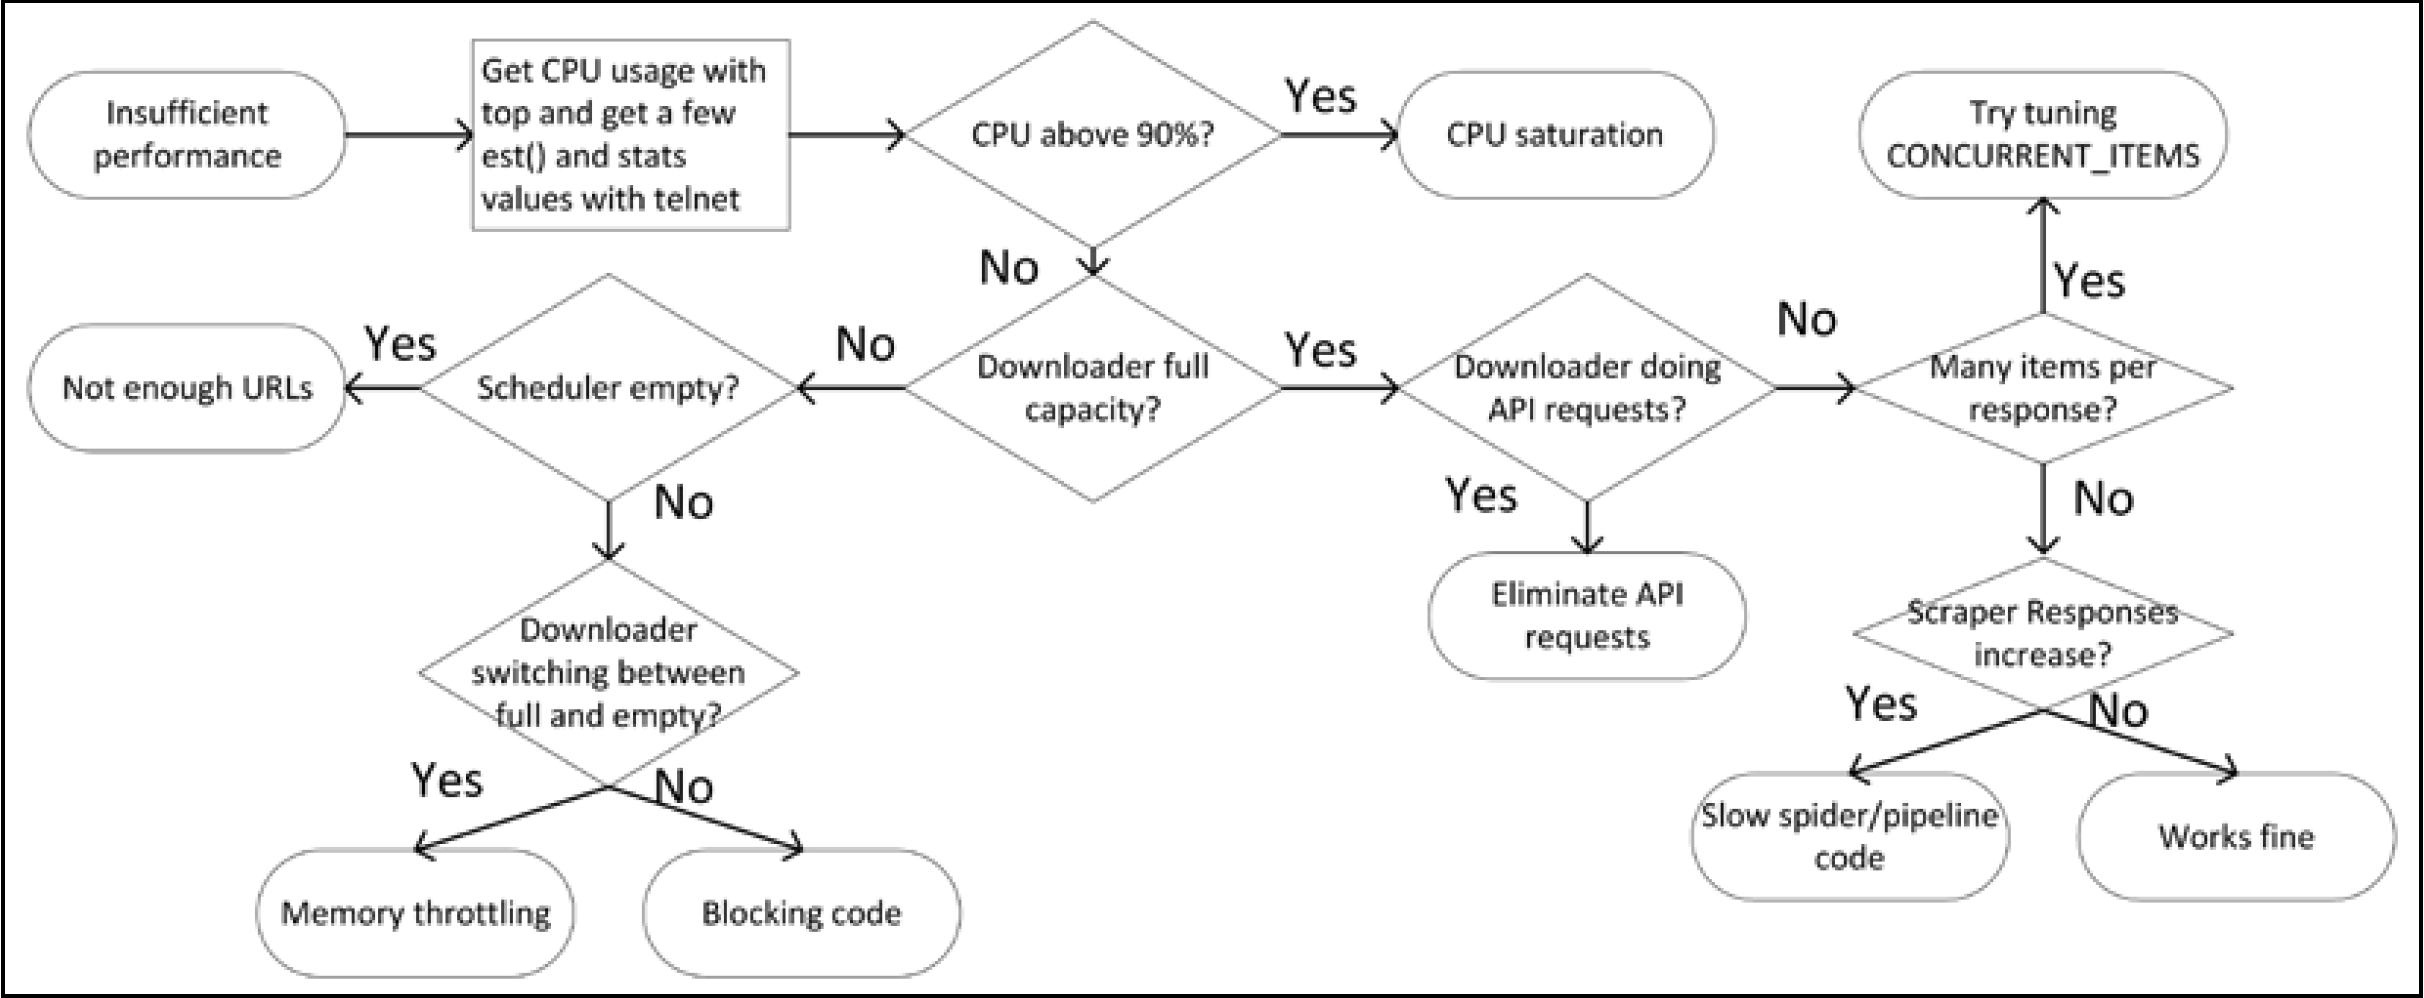 Insufficient
performance
Get CPU usage with
top and get a few
est() and stats
values with telnet
CPU above 90%?
Yes
CPU saturation
Try tuning
CONCURRENT_ITEMS
No
Yes
Not enough URLs
Yes
Scheduler empty?
No
Downloader full
capacity?
Yes
Downloader doing
API requests?
No
Many items per
response?
No
Yes
No
Eliminate API
requests
Downloader
switching between
full and empty?
Scraper Responses
increase?
Yes
No
Yes
No
Slow spider/pipeline
code
Works fine
Memory throttling
Blocking code